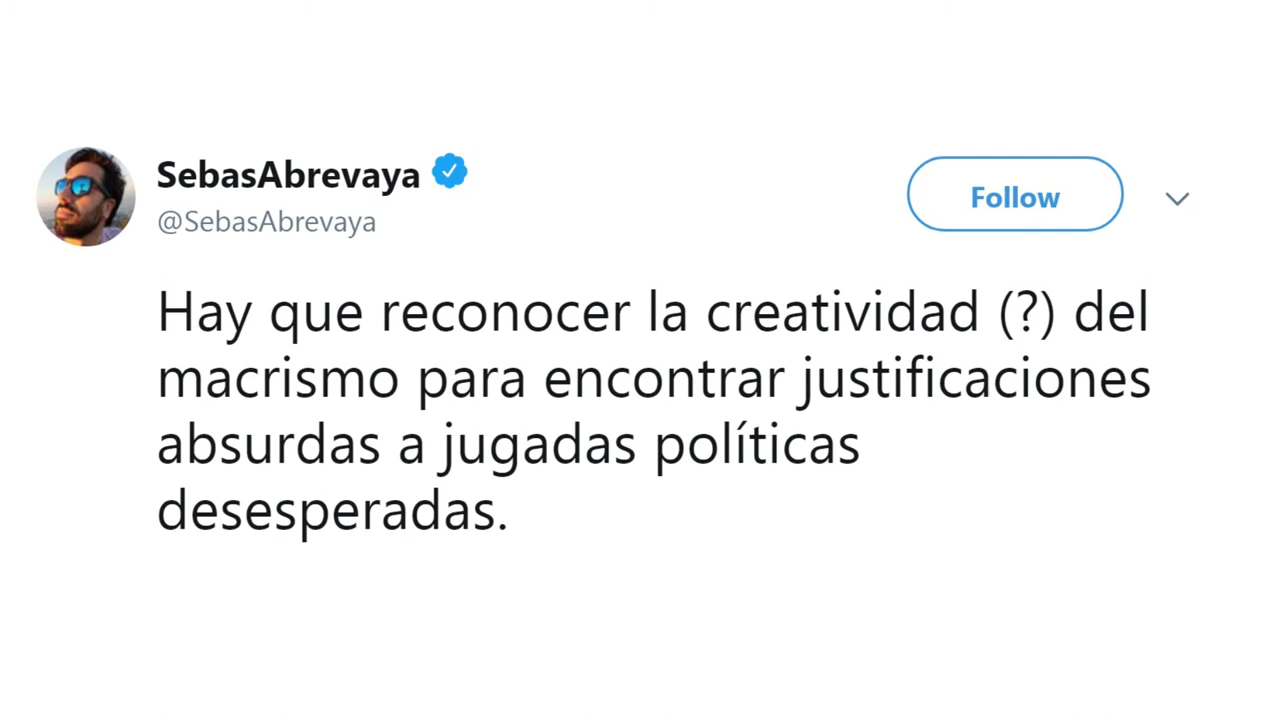 SebasAbrevaya
@SebasAbrevaya
Follow
Hay que reconocer la creatividad (?) del
macrismo para encontrar justificaciones
absurdas a jugadas políticas
desesperadas.